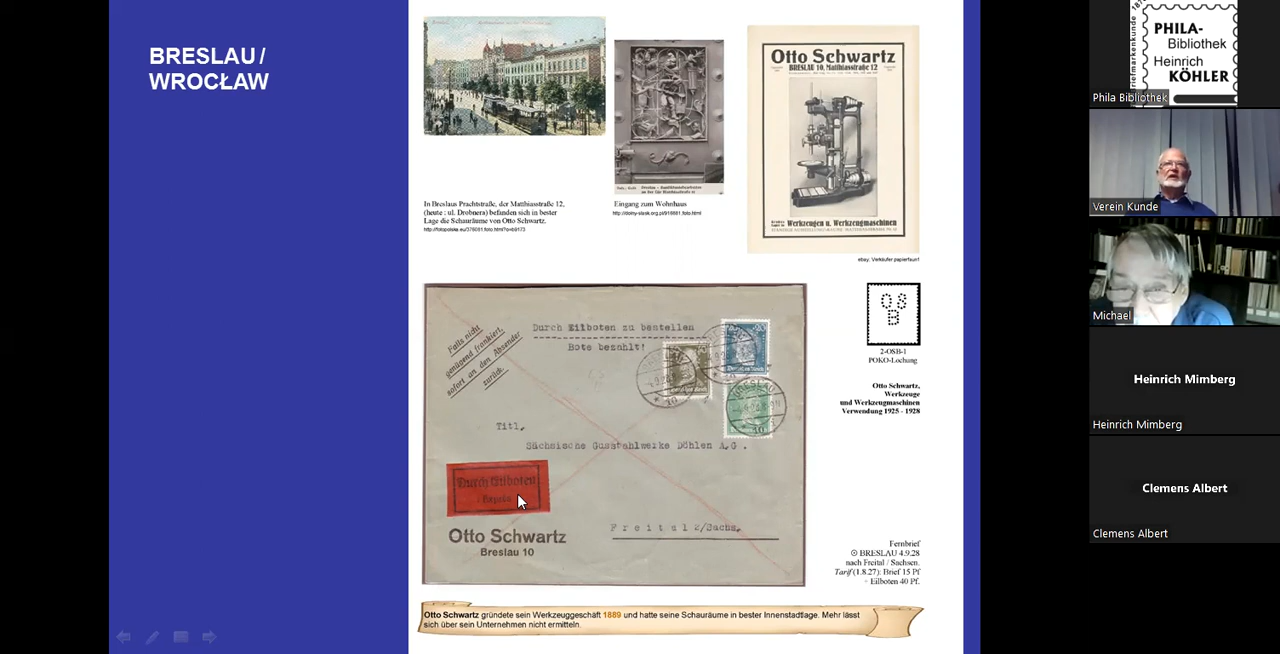 BRESLAU /
WROCŁAW
In Breslaus Prachtstraße, der Matthiasstraße 12,
(heute : ul. Drobnera) befanden sich in bester
Lage die Schauräume von Otto Schwartz.
Eingang zum Wohnhaus
Otto Schwartz
BRESLAU 10, Matthiasstraße 12
Werkzeugen u. Werkzeugmaschinen
ebay, Verkäufer papierfaun1
Falls nicht
genügend frankiert,
sofort an den Absender
zurück.
Durch Eilboten zu bestellen
Bote bezahlt!
20
BRESLAU
Titl.
Sächsische Gussstahlwerke Döhlen A.G.
Durch Eilboten
Otto Schwartz
Breslau 10
Freital 2/Sachs.
OS
B
2-OSB-1
POKO-Lochung
Otto Schwartz,
Werkzeuge
und Werkzeugmaschinen
Verwendung 1925 - 1928
Fernbrief
⊙ BRESLAU 4.9.28
nach Freital / Sachsen.
Tarif (1.8.27): Brief 15 Pf
+ Eilboten 40 Pf.
Otto Schwartz gründete sein Werkzeuggeschäft 1889 und hatte seine Schauräume in bester Innenstadtlage. Mehr lässt
sich über sein Unternehmen nicht ermitteln.
PHILA-
Bibliothek
Heinrich
KÖHLER
Phila Bibliothek
Verein Kunde
Michael
Heinrich Mimberg
Heinrich Mimberg
Clemens Albert
Clemens Albert